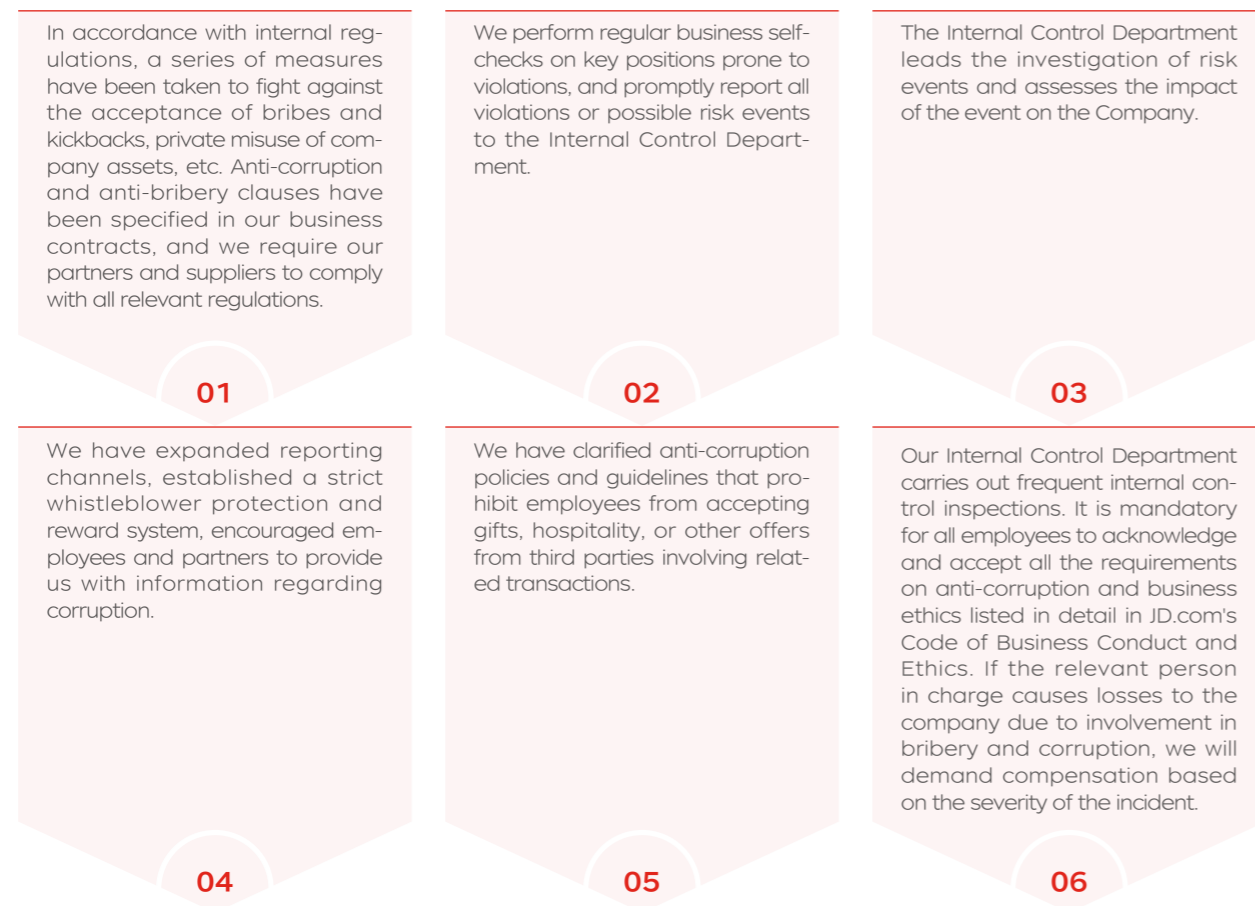 In accordance with internal reg-
ulations, a series of measures
have been taken to fight against
the acceptance of bribes and
kickbacks, private misuse of com-
pany assets, etc. Anti-corruption
and anti-bribery clauses have
been specified in our business
contracts, and we require our
partners and suppliers to comply
with all relevant regulations.
01
We perform regular business self-
checks on key positions prone to
violations, and promptly report all
violations or possible risk events
to the Internal Control Depart-
ment.
02
The Internal Control Department
leads the investigation of risk
events and assesses the impact
of the event on the Company.
03
We have expanded reporting
channels, established a strict
whistleblower protection and
reward system, encouraged em-
ployees and partners to provide
us with information regarding
corruption.
04
We have clarified anti-corruption
policies and guidelines that pro-
hibit employees from accepting
gifts, hospitality, or other offers
from third parties involving relat-
ed transactions.
05
Our Internal Control Department
carries out frequent internal con-
trol inspections. It is mandatory
for all employees to acknowledge
and accept all the requirements
on anti-corruption and business
ethics listed in detail in JD.com's
Code of Business Conduct and
Ethics. If the relevant person
in charge causes losses to the
company due to involvement in
bribery and corruption, we will
demand compensation based
on the severity of the incident.
06